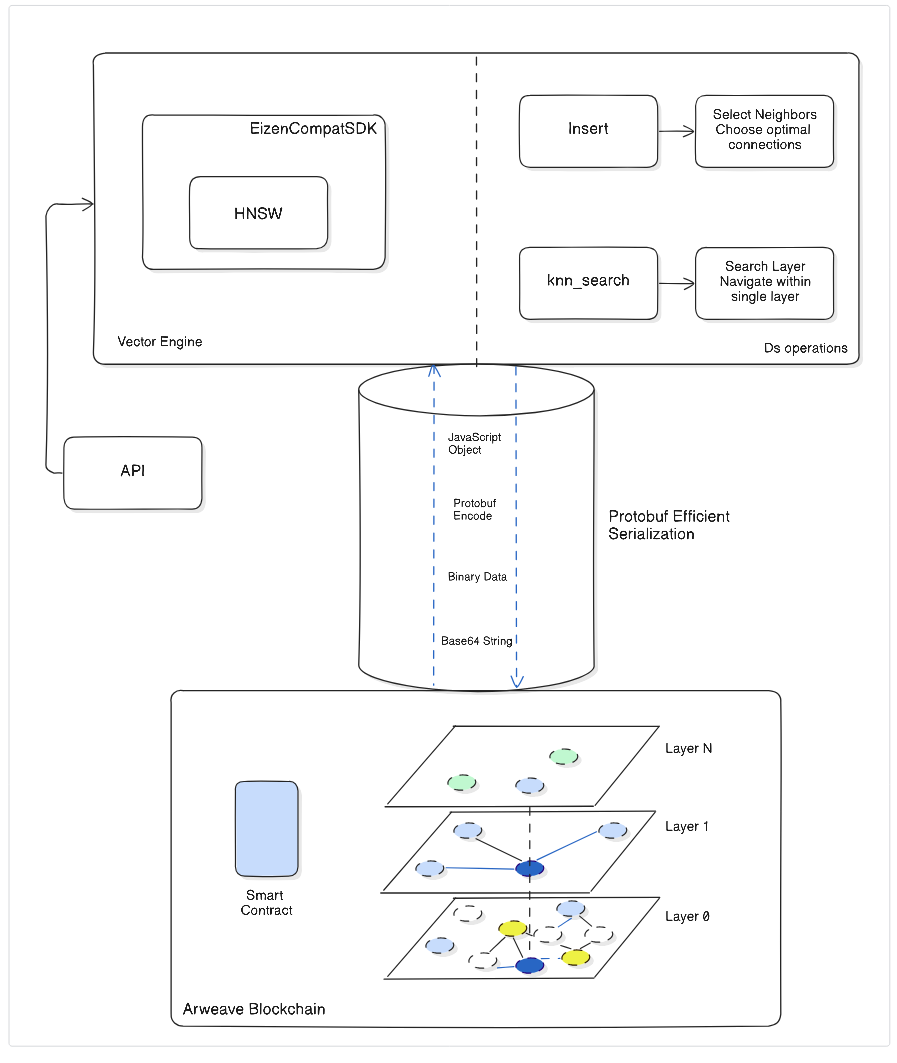 EizenCompatSDK
HNSW
Vector Engine
Insert
Select Neighbors
Choose optimal
connections
knn_search
Search Layer
Navigate within
single layer
Ds operations
API
JavaScript
Object
Protobuf
Encode
Binary Data
Base64 String
Protobuf Efficient
Serialization
Layer N
Layer 1
Layer 0
Smart
Contract
Arweave Blockchain